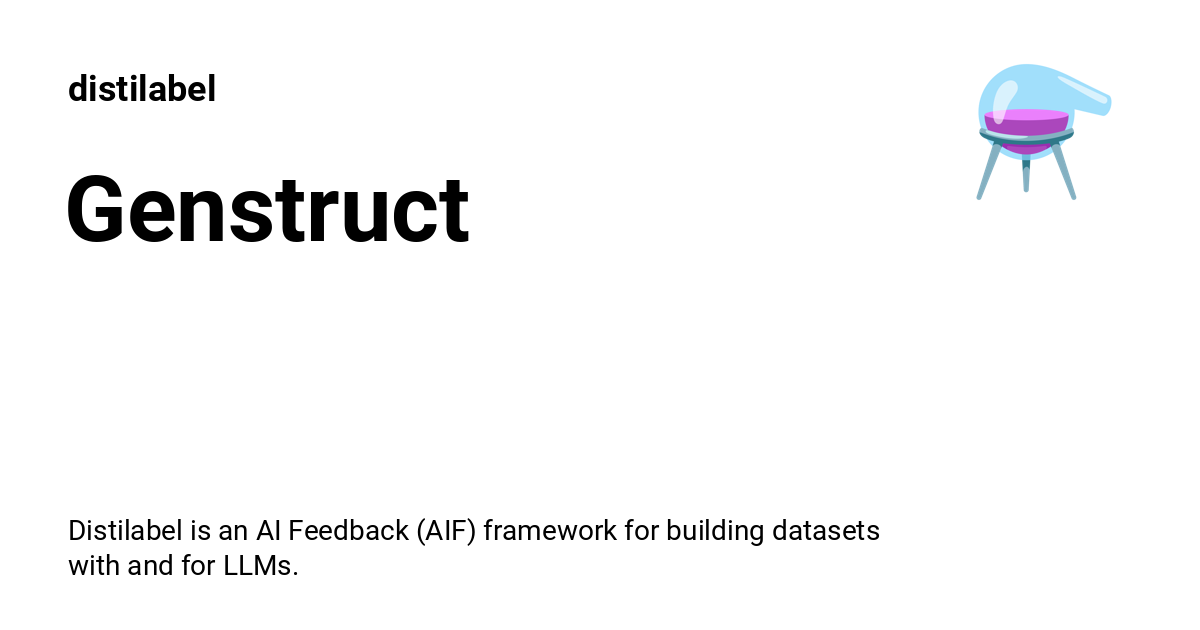 distilabel
Genstruct
Distilabel is an AI Feedback (AIF) framework for building datasets
with and for LLMs.